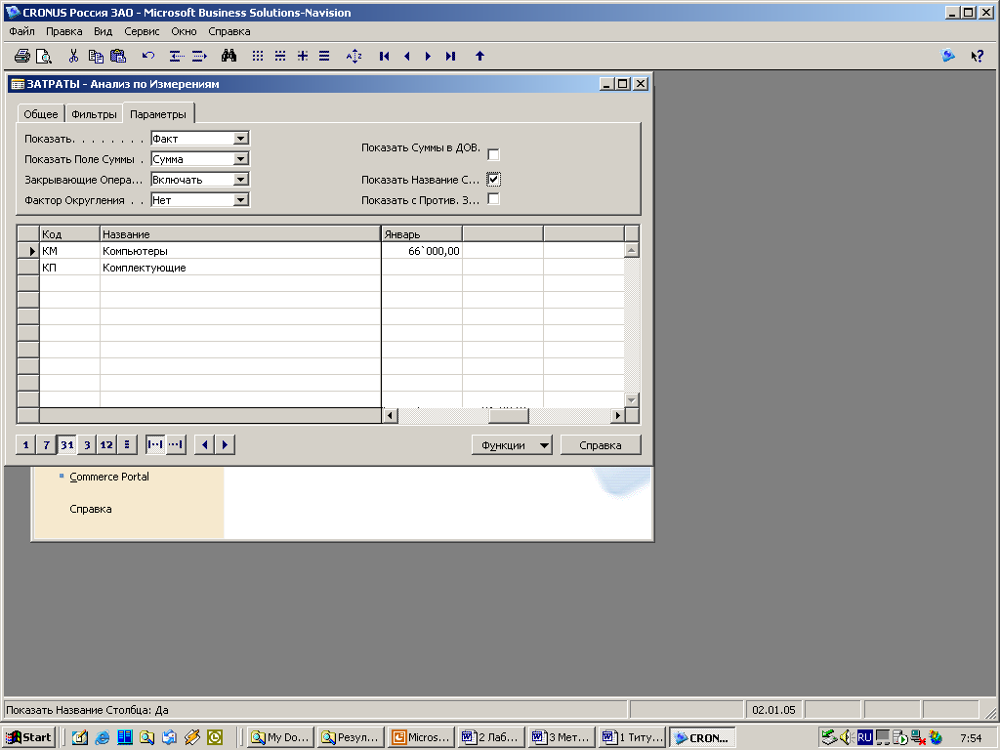 CRONUS Россия ЗАО - Microsoft Business Solutions-Navision
Файл Правка Вид Сервис Окно Справка
ЗАТРАТЫ - Анализ по Измерениям
Общее Фильтры Параметры
Показать. . . . . . . . Факт
Показать Поле Суммы . Сумма
Закрывающие Опера... Включать
Фактор Округления . . Нет
Показать Суммы в ДОВ.
Показать Название С...
Показать с Против. З...
Код Название Январь
КМ Компьютеры 66`000,00
КП Комплектующие
1 7 31 3 12
Функции Справка
Commerce Portal
Справка
Показать Название Столбца: Да 02.01.05
Start My Do... Резул... Micros... 2 Лаб... 3 Мет... 1 Титу... CRON... RU 7:54